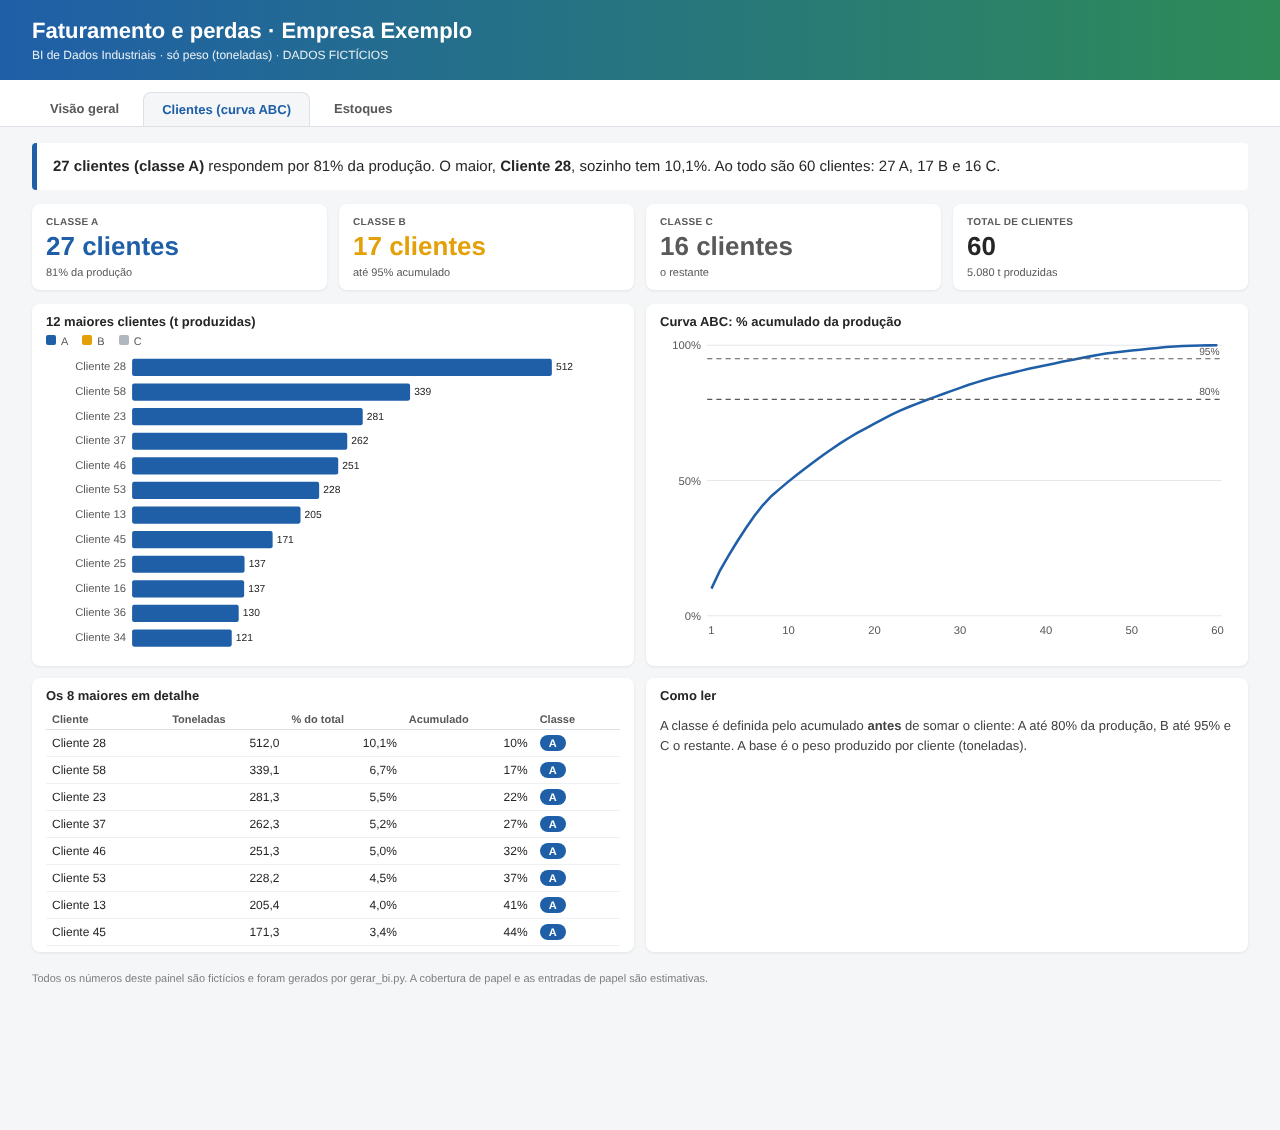 Faturamento e perdas · Empresa Exemplo
BI de Dados Industriais · só peso (toneladas) · DADOS FICTÍCIOS
Visão geral
Clientes (curva ABC)
Estoques
27 clientes (classe A) respondem por 81% da produção. O maior, Cliente 28, sozinho tem 10,1%. Ao todo são 60 clientes: 27 A, 17 B e 16 C.
CLASSE A
27 clientes
81% da produção
CLASSE B
17 clientes
até 95% acumulado
CLASSE C
16 clientes
o restante
TOTAL DE CLIENTES
60
5.080 t produzidas
12 maiores clientes (t produzidas)
A B C
Cliente 28 512
Cliente 58 339
Cliente 23 281
Cliente 37 262
Cliente 46 251
Cliente 53 228
Cliente 13 205
Cliente 45 171
Cliente 25 137
Cliente 16 137
Cliente 36 130
Cliente 34 121
Curva ABC: % acumulado da produção
100%
95%
80%
50%
0%
1 10 20 30 40 50 60
Os 8 maiores em detalhe
Cliente Toneladas % do total Acumulado Classe
Cliente 28 512,0 10,1% 10% A
Cliente 58 339,1 6,7% 17% A
Cliente 23 281,3 5,5% 22% A
Cliente 37 262,3 5,2% 27% A
Cliente 46 251,3 5,0% 32% A
Cliente 53 228,2 4,5% 37% A
Cliente 13 205,4 4,0% 41% A
Cliente 45 171,3 3,4% 44% A
Como ler
A classe é definida pelo acumulado antes de somar o cliente: A até 80% da produção, B até 95% e
C o restante. A base é o peso produzido por cliente (toneladas).
Todos os números deste painel são fictícios e foram gerados por gerar_bi.py. A cobertura de papel e as entradas de papel são estimativas.